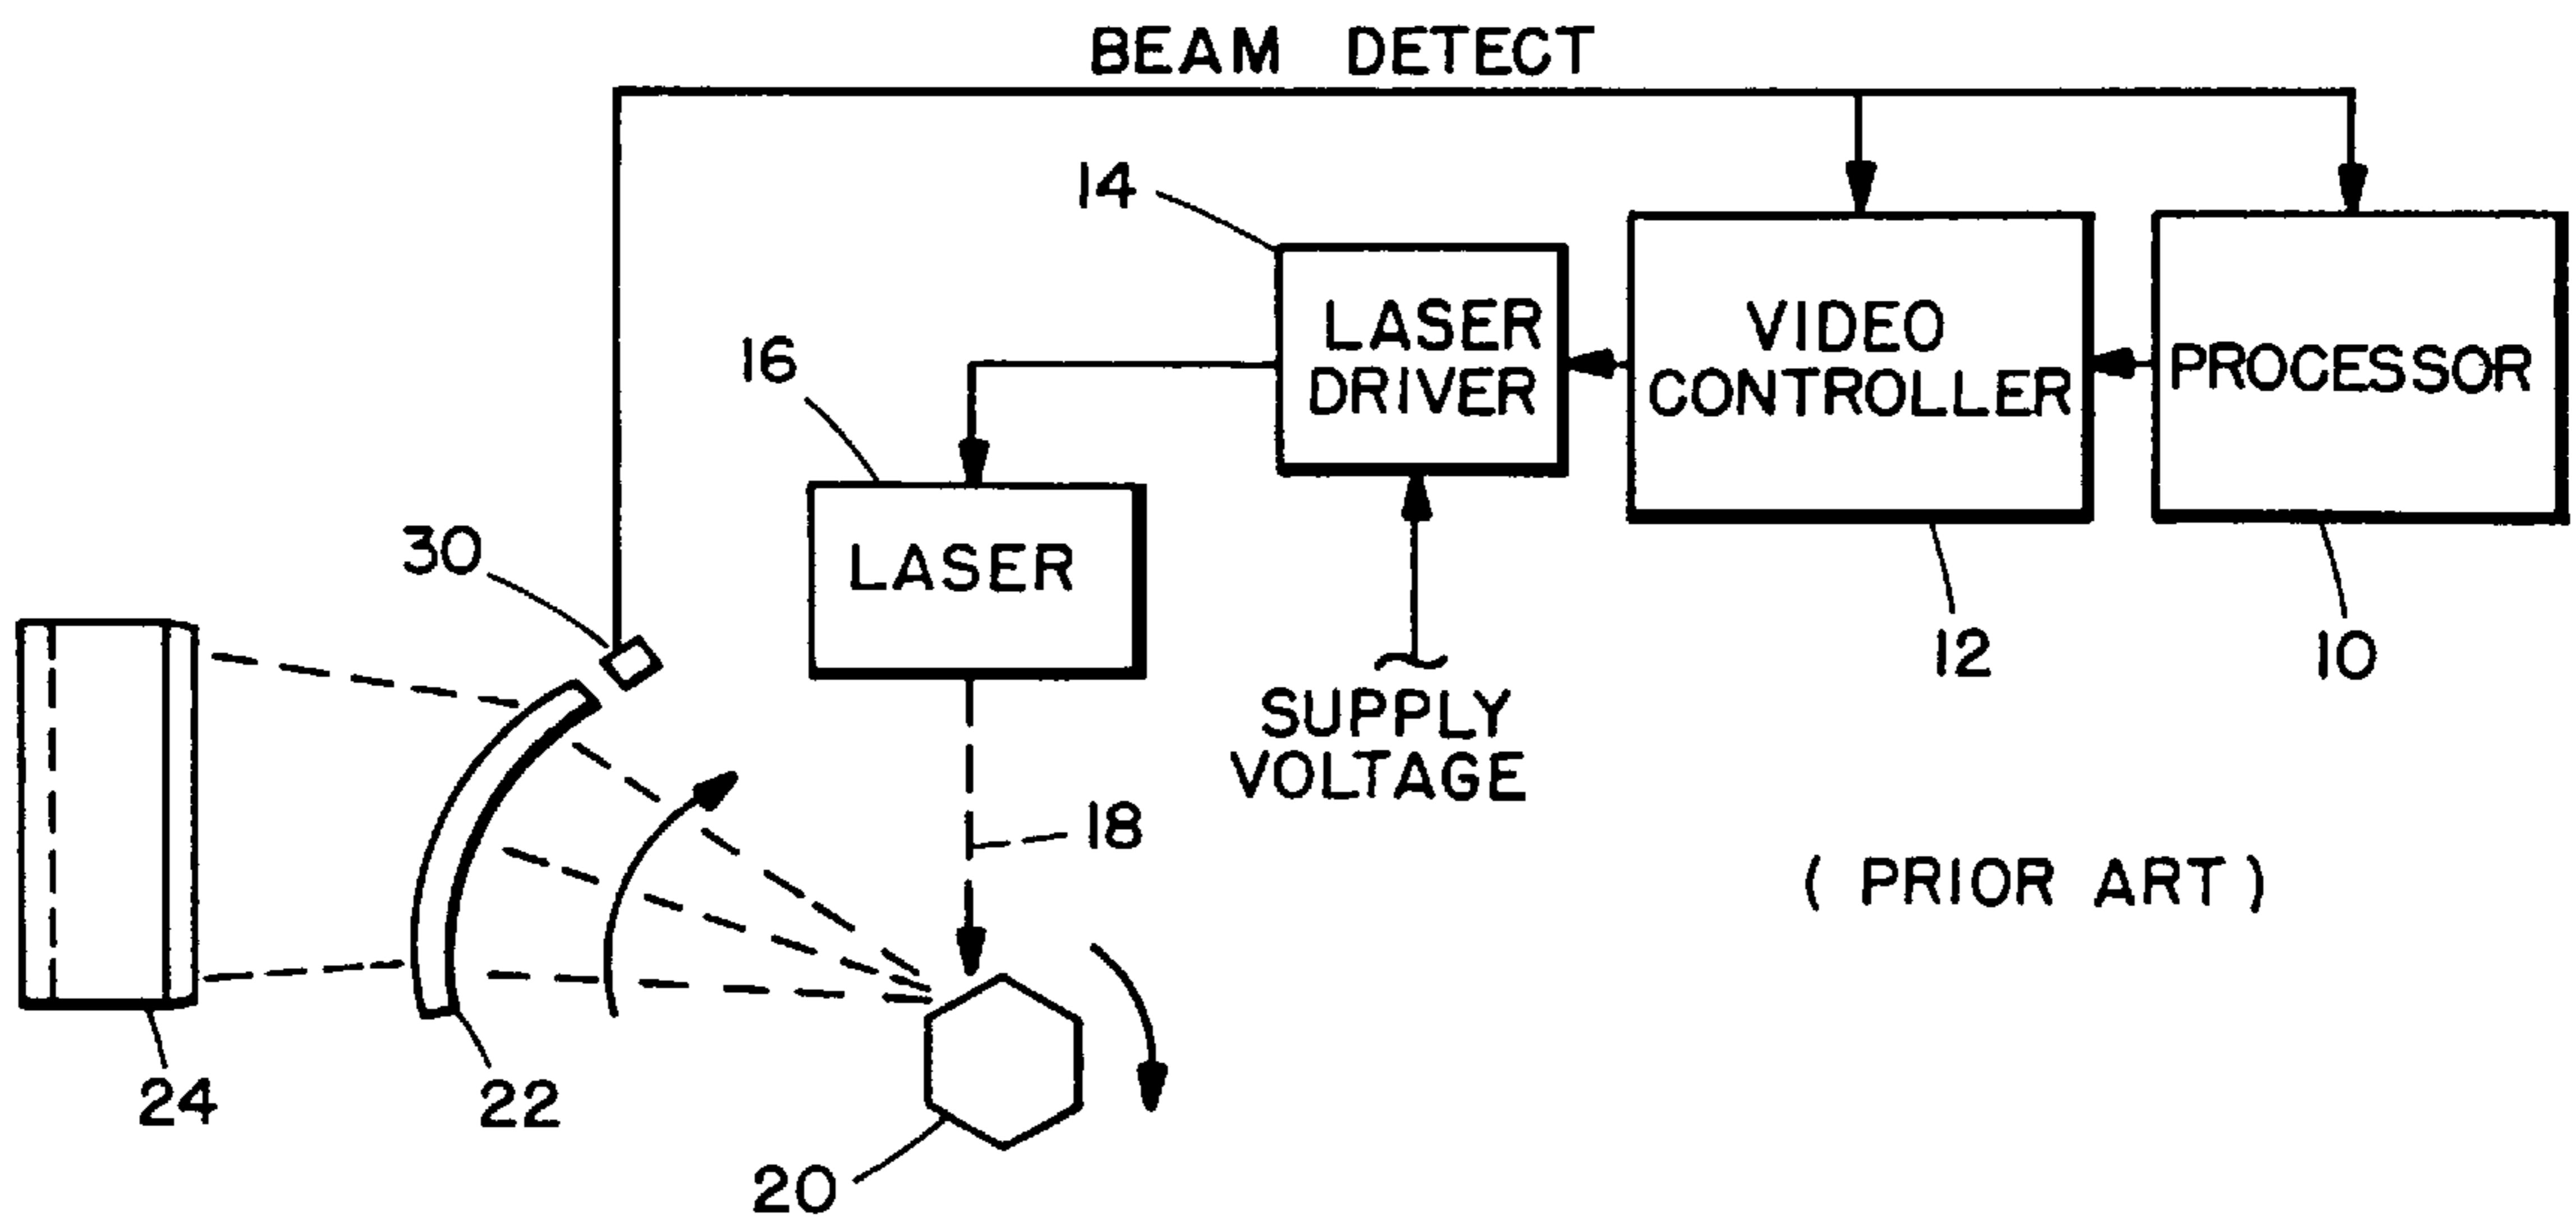 BEAM DETECT
14
LASER
DRIVER
VIDEO
CONTROLLER
PROCESSOR
16
LASER
30
12
10
SUPPLY
VOLTAGE
18
( PRIOR ART )
24
22
20